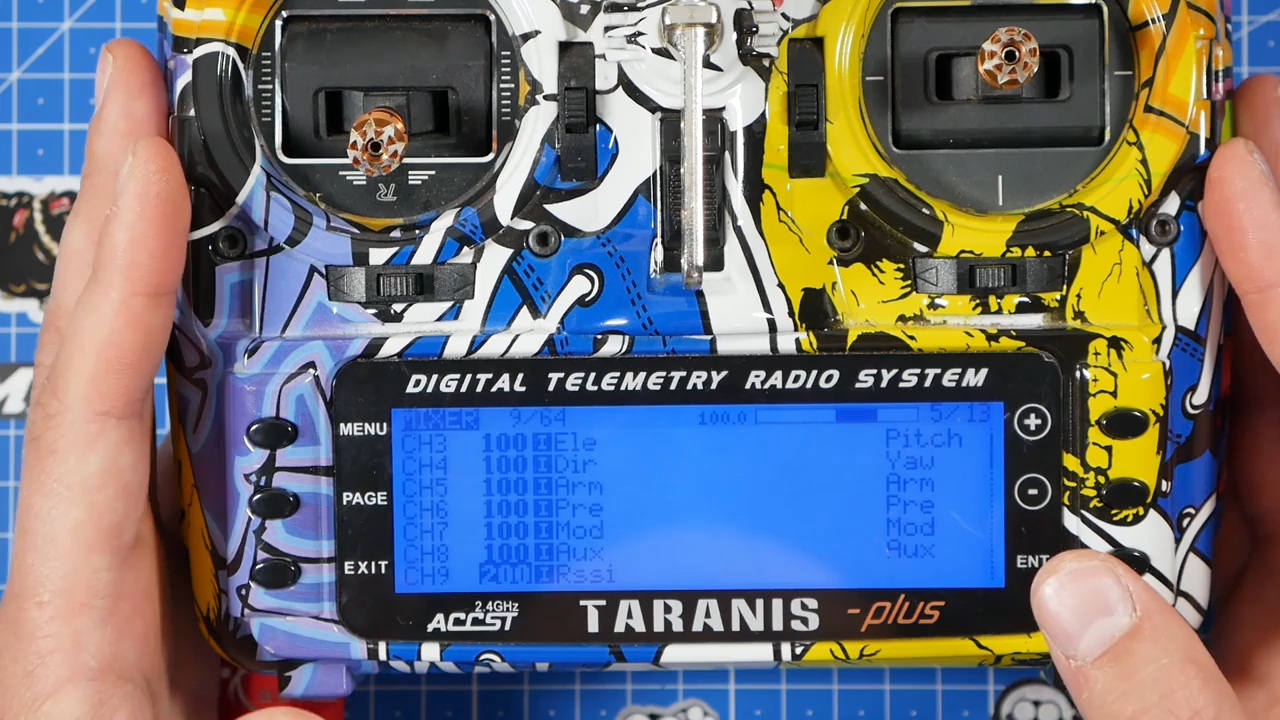 R
DIGITAL TELEMETRY RADIO SYSTEM
MENU
PAGE
EXIT
ENT
MIXER 9/64 100.0 5/13
CH3 100 I Ele Pitch
CH4 100 I Dir Yaw
CH5 100 I Arm Arm
CH6 100 I Pre Pre
CH7 100 I Mod Mod
CH8 100 I Aux Aux
CH9 200 I Rssi
2.4GHz
ACCST
TARANIS -plus